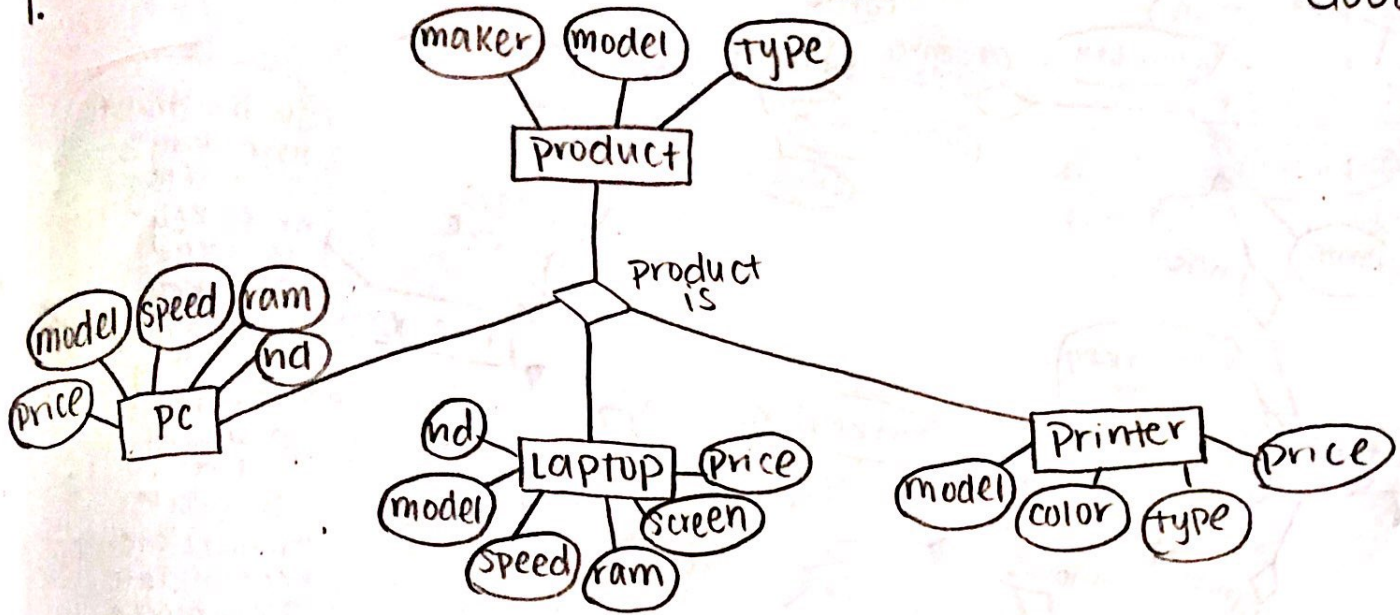 1.
maker model type
product
product
is
model speed ram
hd
price PC
hd
Laptop price
model screen
speed ram
printer price
model color type